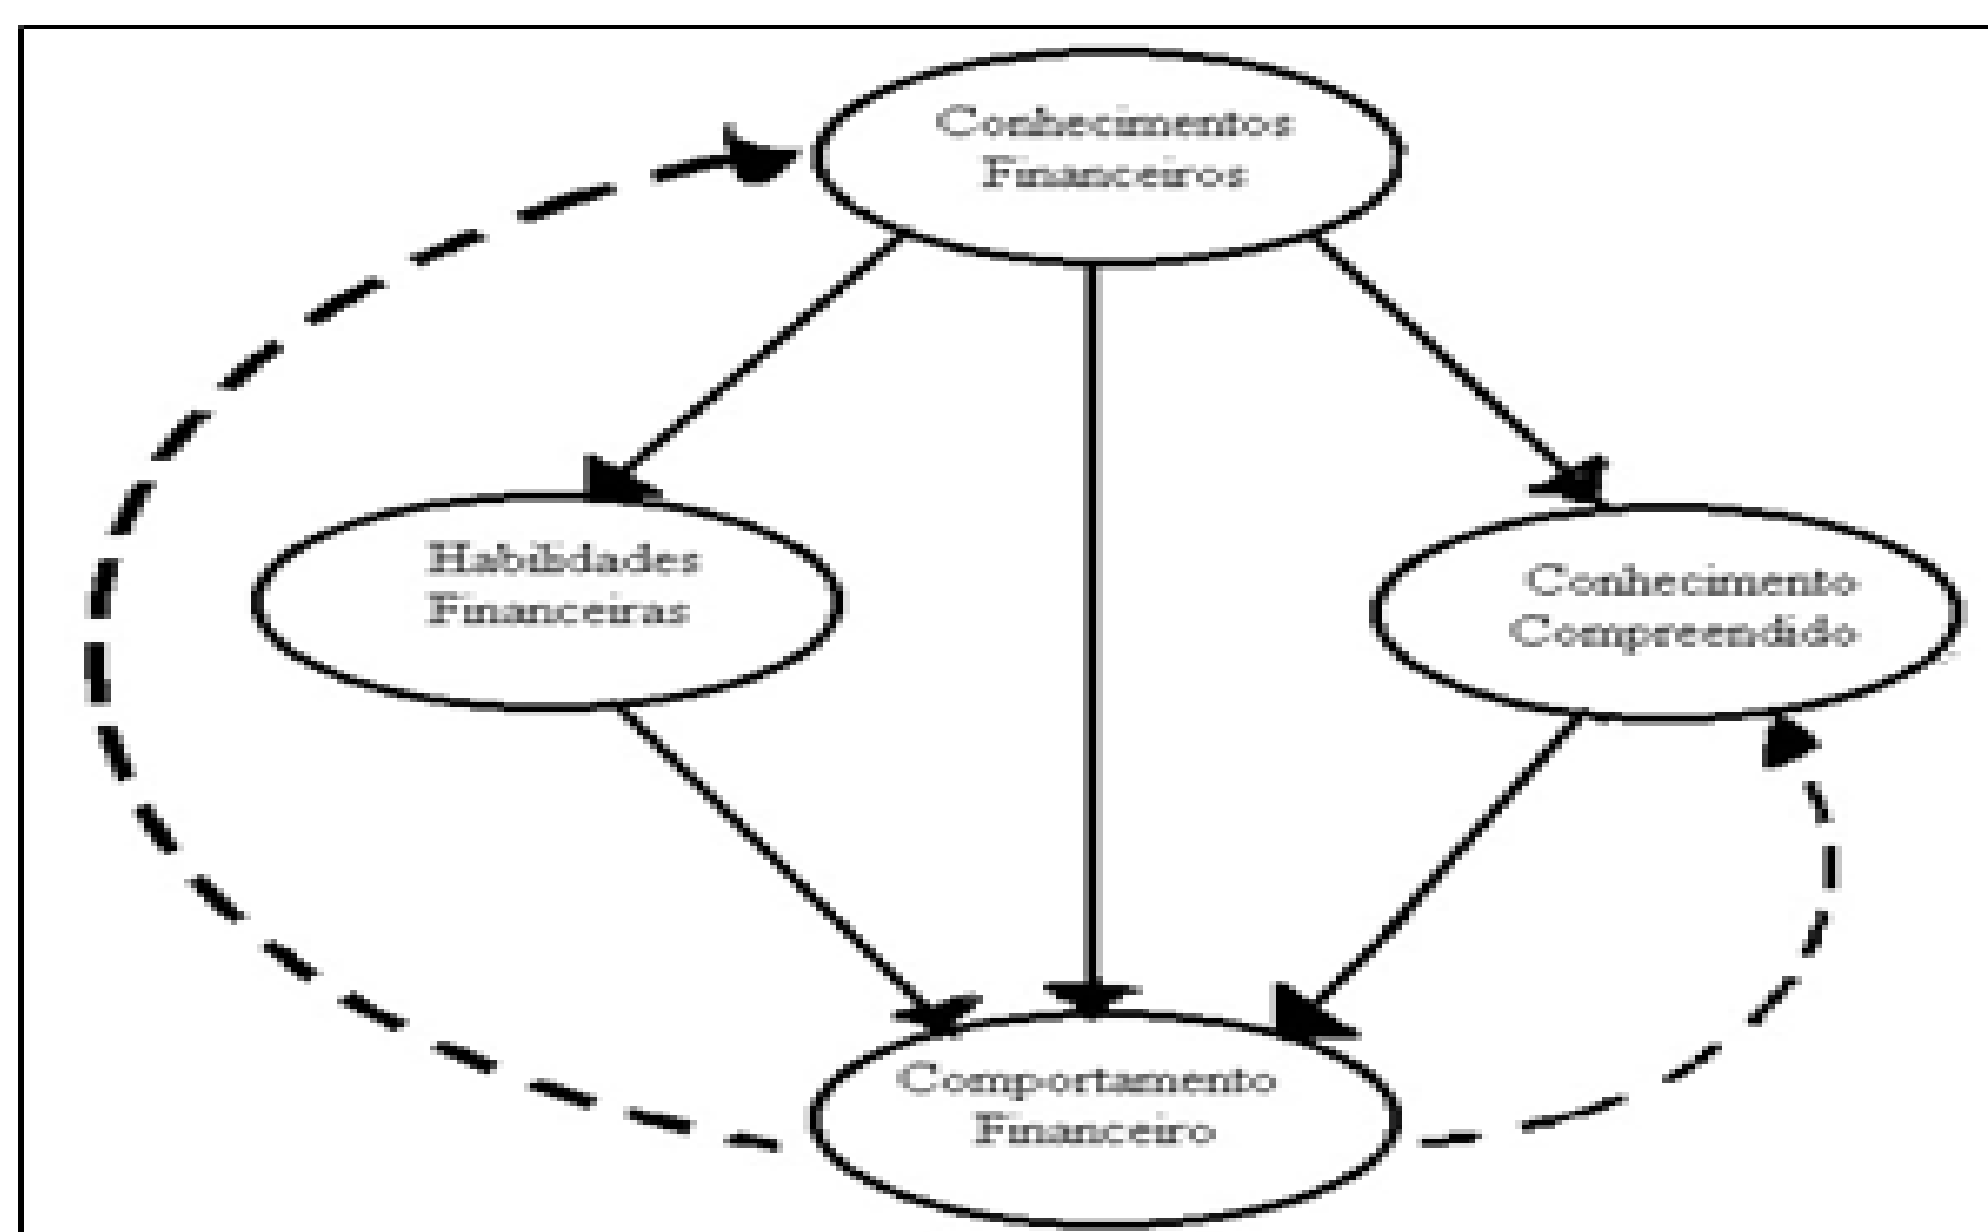 Conhecimentos
Financeiros
Habilidades
Financeiras
Conhecimento
Compreendido
Comportamento
Financeiro